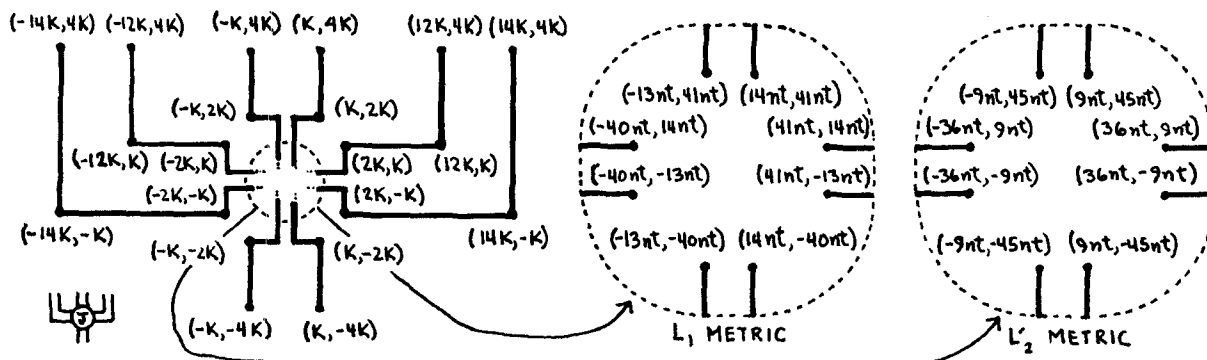 (-14K,4K) (-12K,4K) (-K,4K) (K,4K) (12K,4K) (14K,4K)
(-K,2K) (K,2K)
(-12K,K) (-2K,K) (2K,K) (12K,K)
(-2K,-K) (2K,-K)
(-14K,-K) (14K,-K)
(-K,-2K) (K,-2K)
(-K,-4K) (K,-4K)
J
(-13nt,41nt) (14nt,41nt)
(-40nt,14nt) (41nt,14nt)
(-40nt,-13nt) (41nt,-13nt)
(-13nt,-40nt) (14nt,-40nt)
L₁ METRIC
(-9nt,45nt) (9nt,45nt)
(-36nt,9nt) (36nt,9nt)
(-36nt,-9nt) (36nt,-9nt)
(-9nt,-45nt) (9nt,-45nt)
L'₂ METRIC